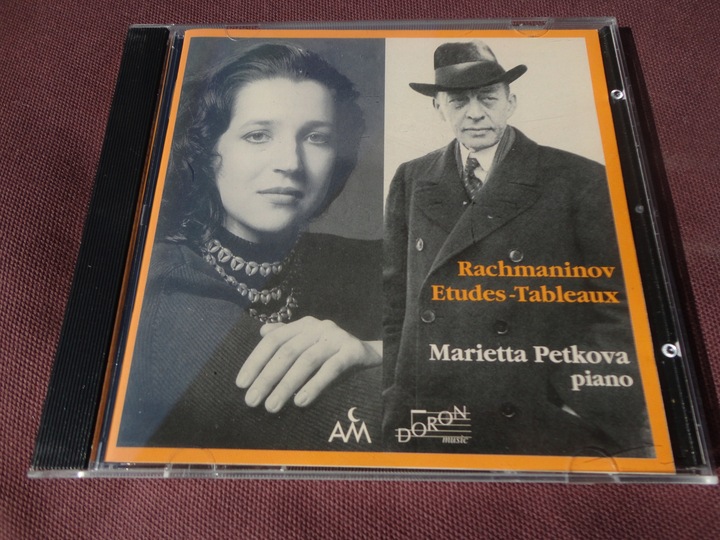 Rachmaninov
Etudes-Tableaux
Marietta Petkova
piano
AM
DORON
music